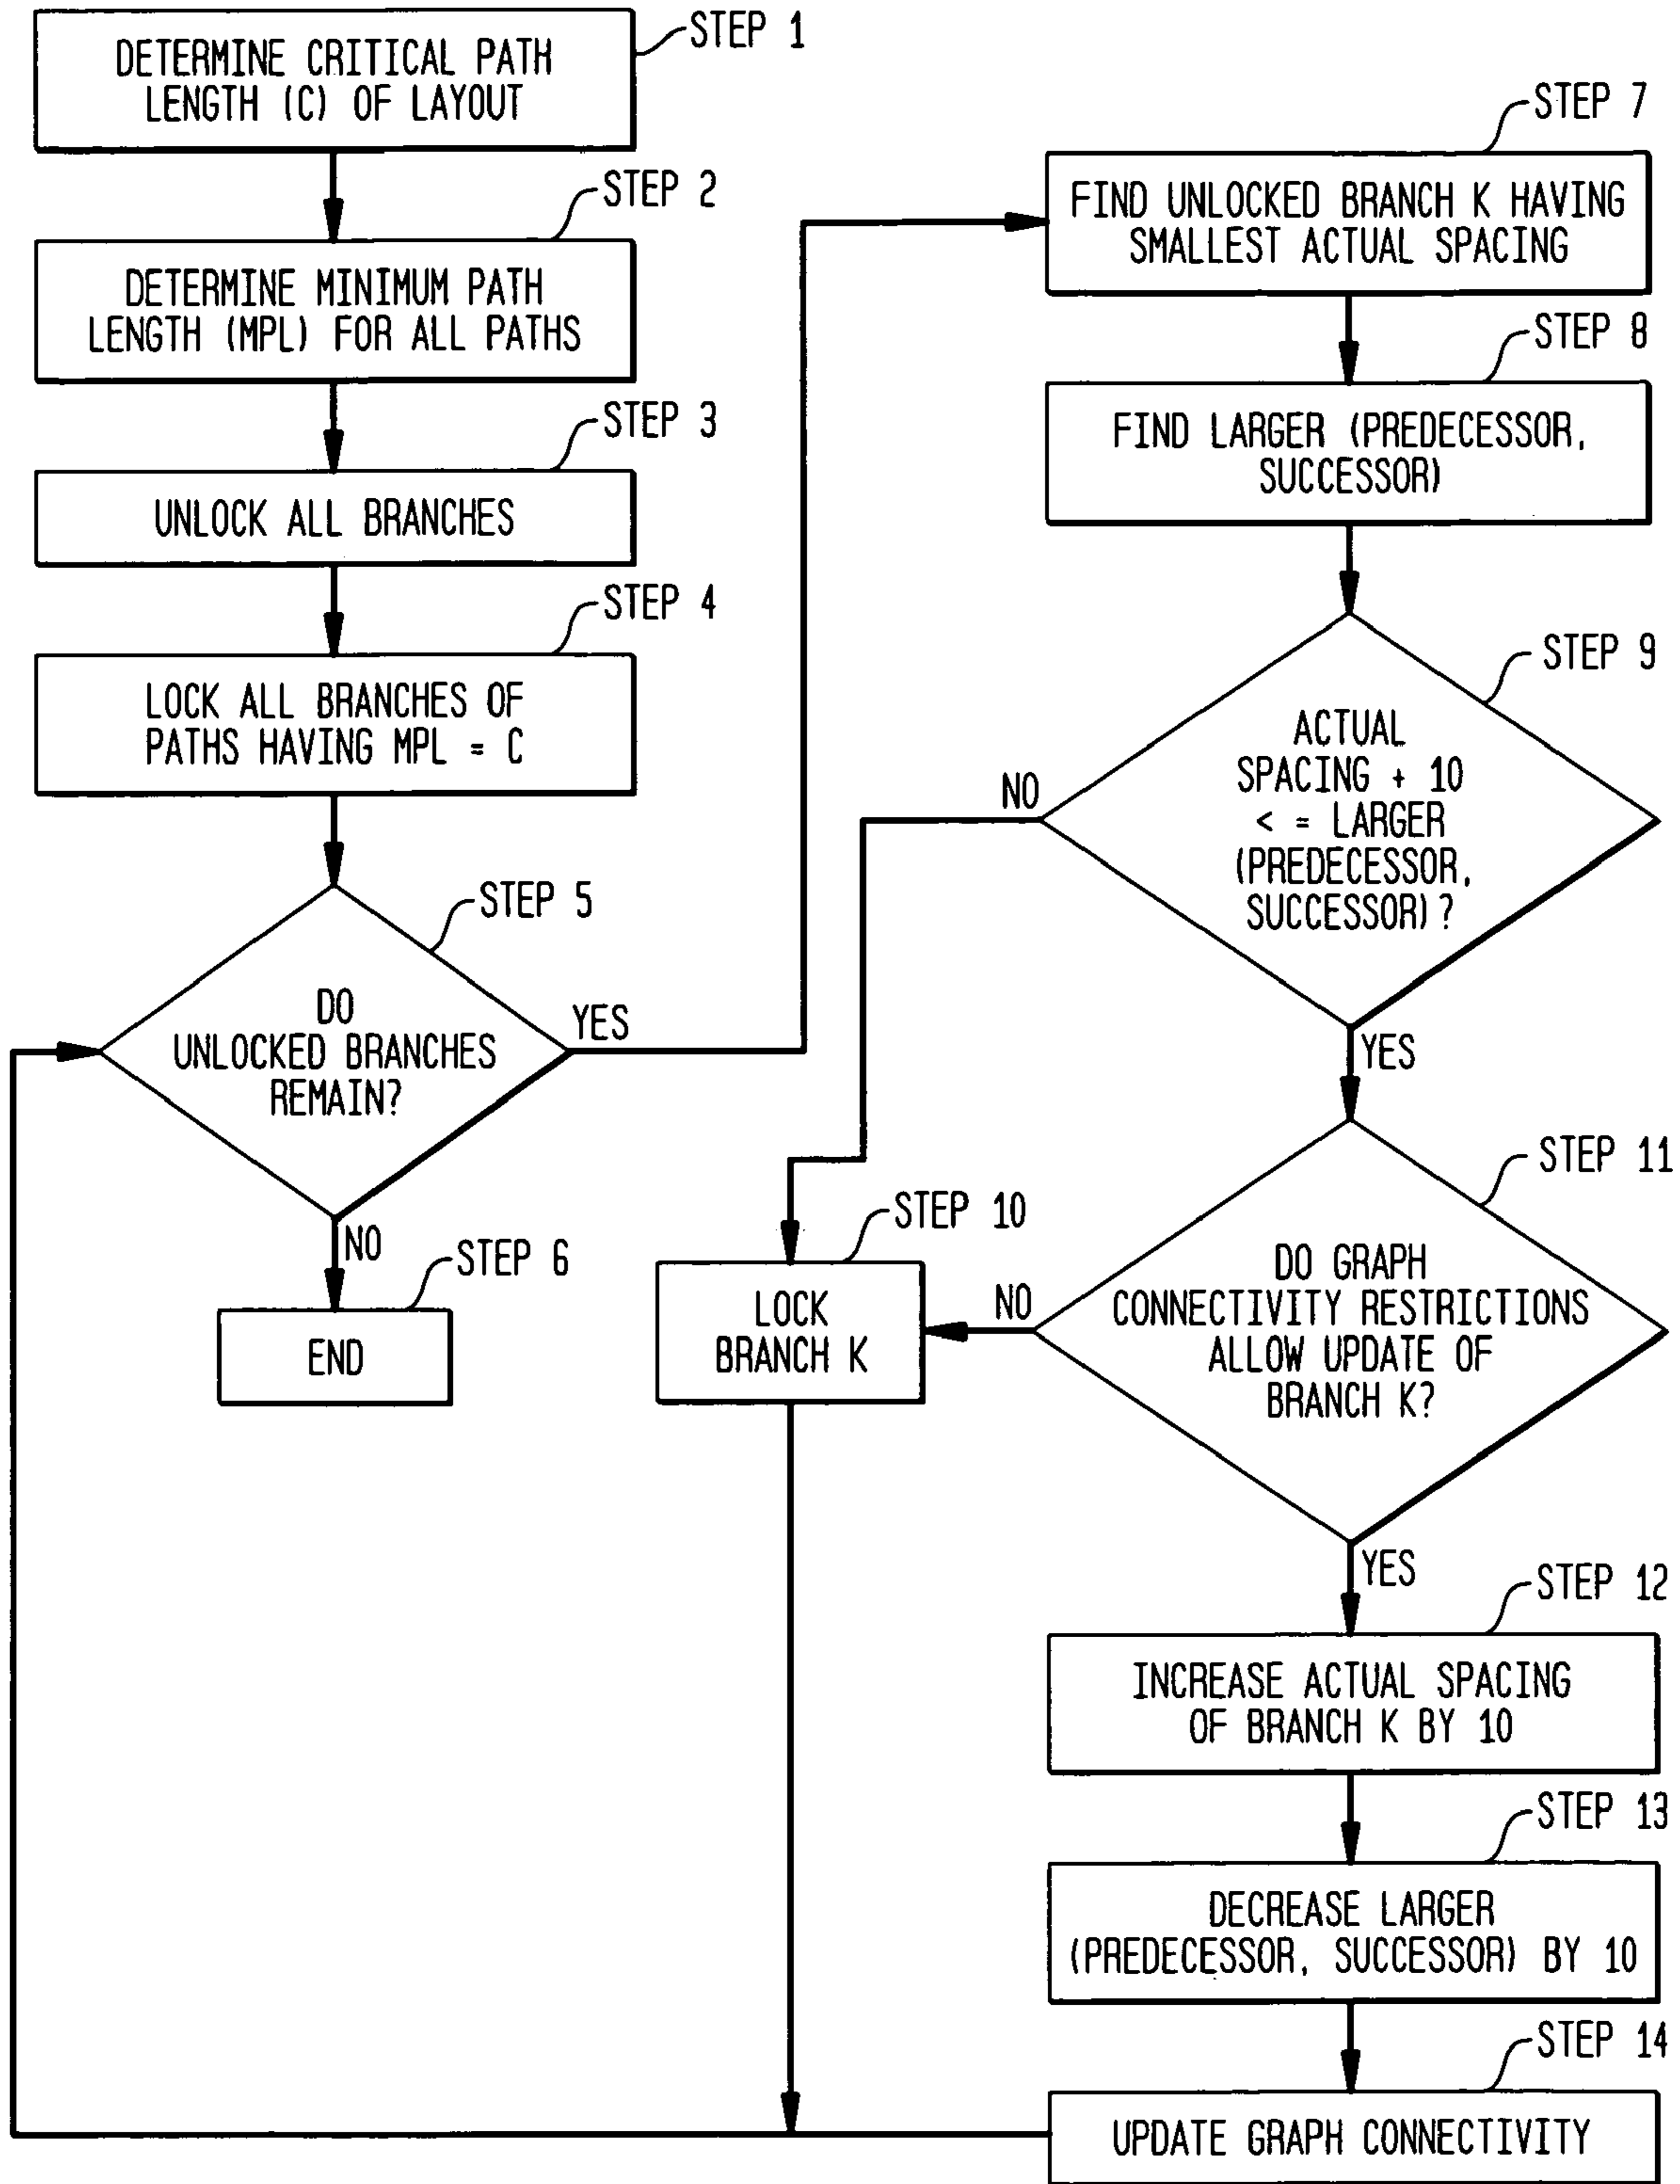 STEP 1
DETERMINE CRITICAL PATH
LENGTH (C) OF LAYOUT
STEP 2
DETERMINE MINIMUM PATH
LENGTH (MPL) FOR ALL PATHS
STEP 3
UNLOCK ALL BRANCHES
STEP 4
LOCK ALL BRANCHES OF
PATHS HAVING MPL = C
STEP 5
DO
UNLOCKED BRANCHES
REMAIN?
YES
NO
STEP 6
END
STEP 7
FIND UNLOCKED BRANCH K HAVING
SMALLEST ACTUAL SPACING
STEP 8
FIND LARGER (PREDECESSOR,
SUCCESSOR)
STEP 9
ACTUAL
SPACING + 10
< = LARGER
(PREDECESSOR,
SUCCESSOR)?
NO
YES
STEP 10
LOCK
BRANCH K
STEP 11
DO GRAPH
CONNECTIVITY RESTRICTIONS
ALLOW UPDATE OF
BRANCH K?
NO
YES
STEP 12
INCREASE ACTUAL SPACING
OF BRANCH K BY 10
STEP 13
DECREASE LARGER
(PREDECESSOR, SUCCESSOR) BY 10
STEP 14
UPDATE GRAPH CONNECTIVITY